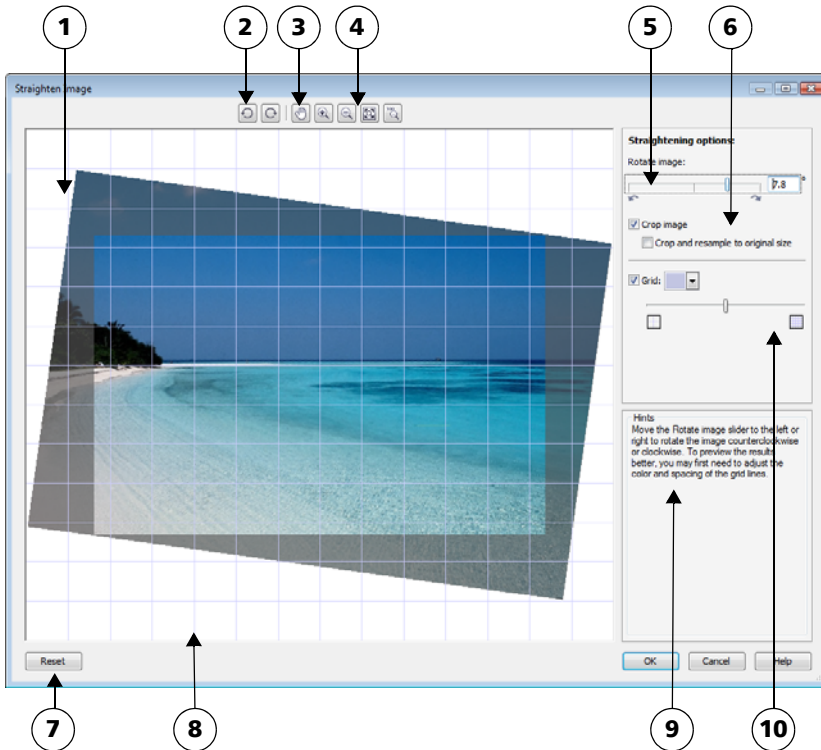 1 2 3 4 5 6
Straighten Image
Straightening options:
Rotate image:
7.8 °
Crop image
Crop and resample to original size
Grid:
Hints
Move the Rotate image slider to the left or
right to rotate the image counterclockwise
or clockwise. To preview the results
better, you may first need to adjust the
color and spacing of the grid lines.
Reset OK Cancel Help
7 8 9 10